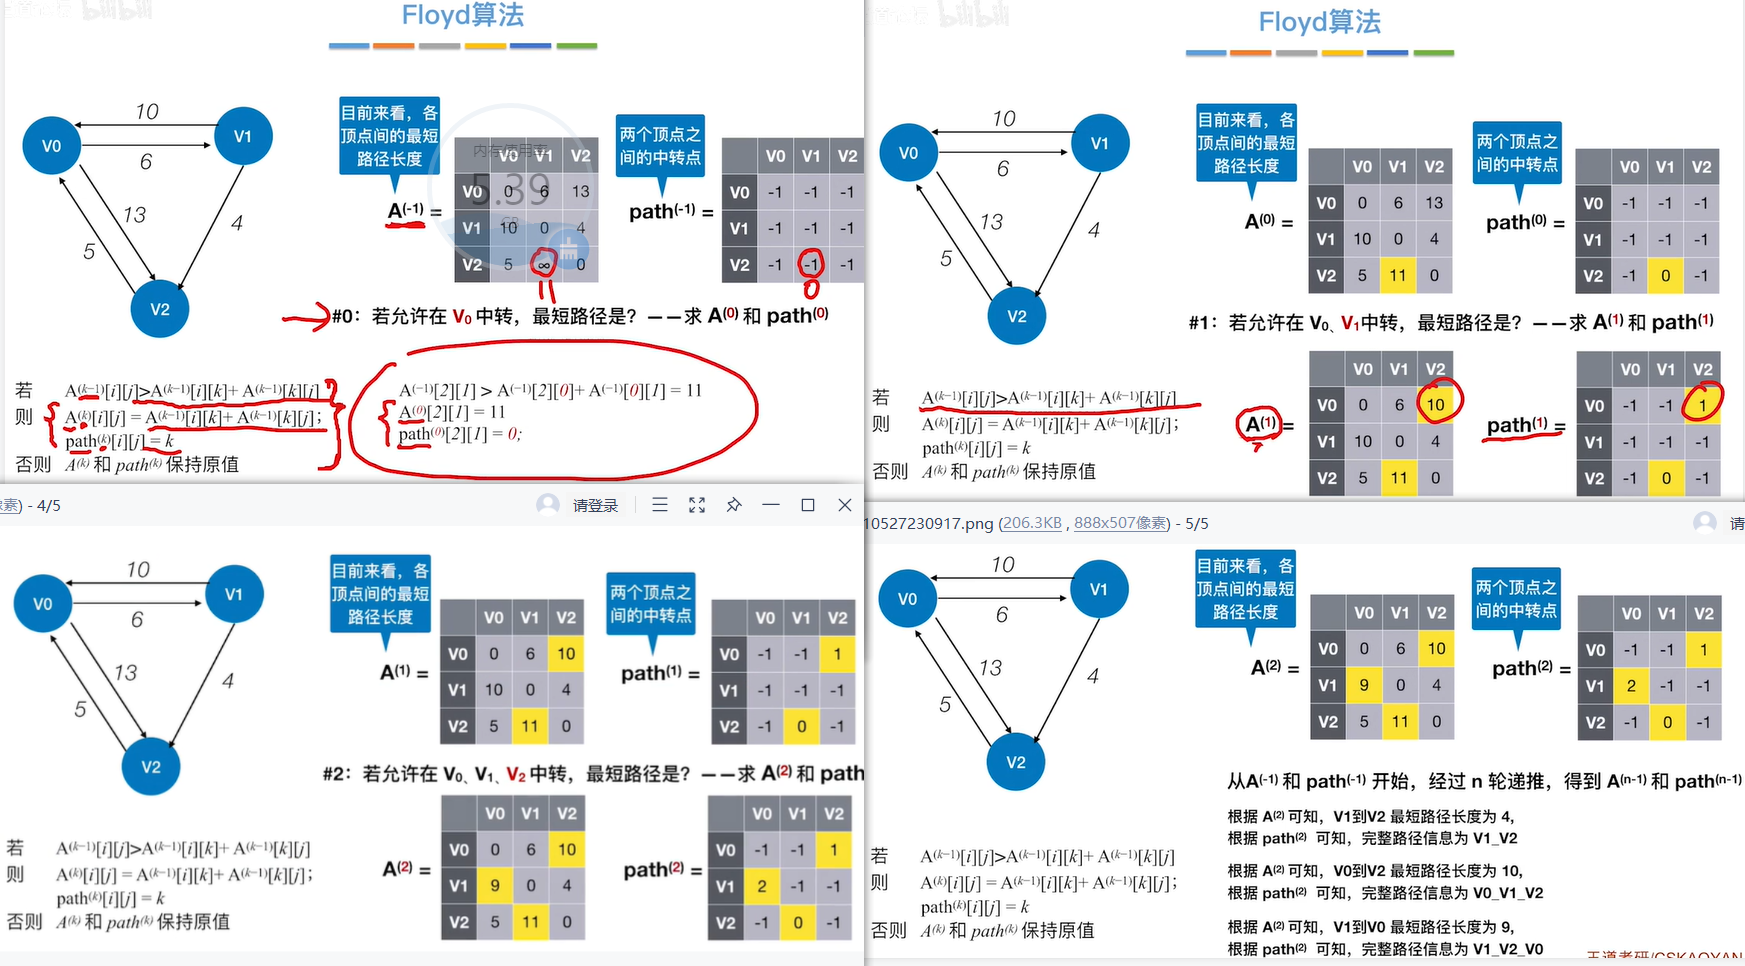 Floyd算法
bilibili
10
V0
V1
6
13
4
5
V2
目前来看，各
顶点间的最短
路径长度
内存使用率
5.39
GB
A(-1) =
V0 V1 V2
V0 0 6 13
V1 10 0 4
V2 5 ∞ 0
两个顶点之
间的中转点
path(-1) =
V0 V1 V2
V0 -1 -1 -1
V1 -1 -1 -1
V2 -1 -1 -1
0
#0：若允许在 V0 中转，最短路径是？——求 A(0) 和 path(0)
若 A(k−1)[i][j]>A(k−1)[i][k]+ A(k−1)[k][j]
则 A(k)[i][j] = A(k−1)[i][k]+ A(k−1)[k][j];
path(k)[i][j] = k
否则 A(k) 和 path(k) 保持原值
A(−1)[2][1] > A(−1)[2][0]+ A(−1)[0][1] = 11
A(0)[2][1] = 11
path(0)[2][1] = 0;
Floyd算法
bilibili
10
V0
V1
6
13
4
5
V2
目前来看，各
顶点间的最短
路径长度
A(0) =
V0 V1 V2
V0 0 6 13
V1 10 0 4
V2 5 11 0
两个顶点之
间的中转点
path(0) =
V0 V1 V2
V0 -1 -1 -1
V1 -1 -1 -1
V2 -1 0 -1
#1：若允许在 V0、V1中转，最短路径是？——求 A(1) 和 path(1)
若 A(k−1)[i][j]>A(k−1)[i][k]+ A(k−1)[k][j]
则 A(k)[i][j] = A(k−1)[i][k]+ A(k−1)[k][j];
path(k)[i][j] = k
否则 A(k) 和 path(k) 保持原值
A(1) =
V0 V1 V2
V0 0 6 10
V1 10 0 4
V2 5 11 0
path(1) =
V0 V1 V2
V0 -1 -1 1
V1 -1 -1 -1
V2 -1 0 -1
素) - 4/5
请登录
10
V0
V1
6
13
4
5
V2
目前来看，各
顶点间的最短
路径长度
A(1) =
V0 V1 V2
V0 0 6 10
V1 10 0 4
V2 5 11 0
两个顶点之
间的中转点
path(1) =
V0 V1 V2
V0 -1 -1 1
V1 -1 -1 -1
V2 -1 0 -1
#2：若允许在 V0、V1、V2 中转，最短路径是？——求 A(2) 和 path
若 A(k−1)[i][j]>A(k−1)[i][k]+ A(k−1)[k][j]
则 A(k)[i][j] = A(k−1)[i][k]+ A(k−1)[k][j];
path(k)[i][j] = k
否则 A(k) 和 path(k) 保持原值
A(2) =
V0 V1 V2
V0 0 6 10
V1 9 0 4
V2 5 11 0
path(2) =
V0 V1 V2
V0 -1 -1 1
V1 2 -1 -1
V2 -1 0 -1
10527230917.png (206.3KB , 888x507像素) - 5/5
请
10
V0
V1
6
13
4
5
V2
目前来看，各
顶点间的最短
路径长度
A(2) =
V0 V1 V2
V0 0 6 10
V1 9 0 4
V2 5 11 0
两个顶点之
间的中转点
path(2) =
V0 V1 V2
V0 -1 -1 1
V1 2 -1 -1
V2 -1 0 -1
从A(-1) 和 path(-1) 开始，经过 n 轮递推，得到 A(n-1) 和 path(n-1)
若 A(k−1)[i][j]>A(k−1)[i][k]+ A(k−1)[k][j]
则 A(k)[i][j] = A(k−1)[i][k]+ A(k−1)[k][j];
path(k)[i][j] = k
否则 A(k) 和 path(k) 保持原值
根据 A(2) 可知，V1到V2 最短路径长度为 4，
根据 path(2) 可知，完整路径信息为 V1_V2
根据 A(2) 可知，V0到V2 最短路径长度为 10，
根据 path(2) 可知，完整路径信息为 V0_V1_V2
根据 A(2) 可知，V1到V0 最短路径长度为 9，
根据 path(2) 可知，完整路径信息为 V1_V2_V0
王道考研/CSKAOYAN